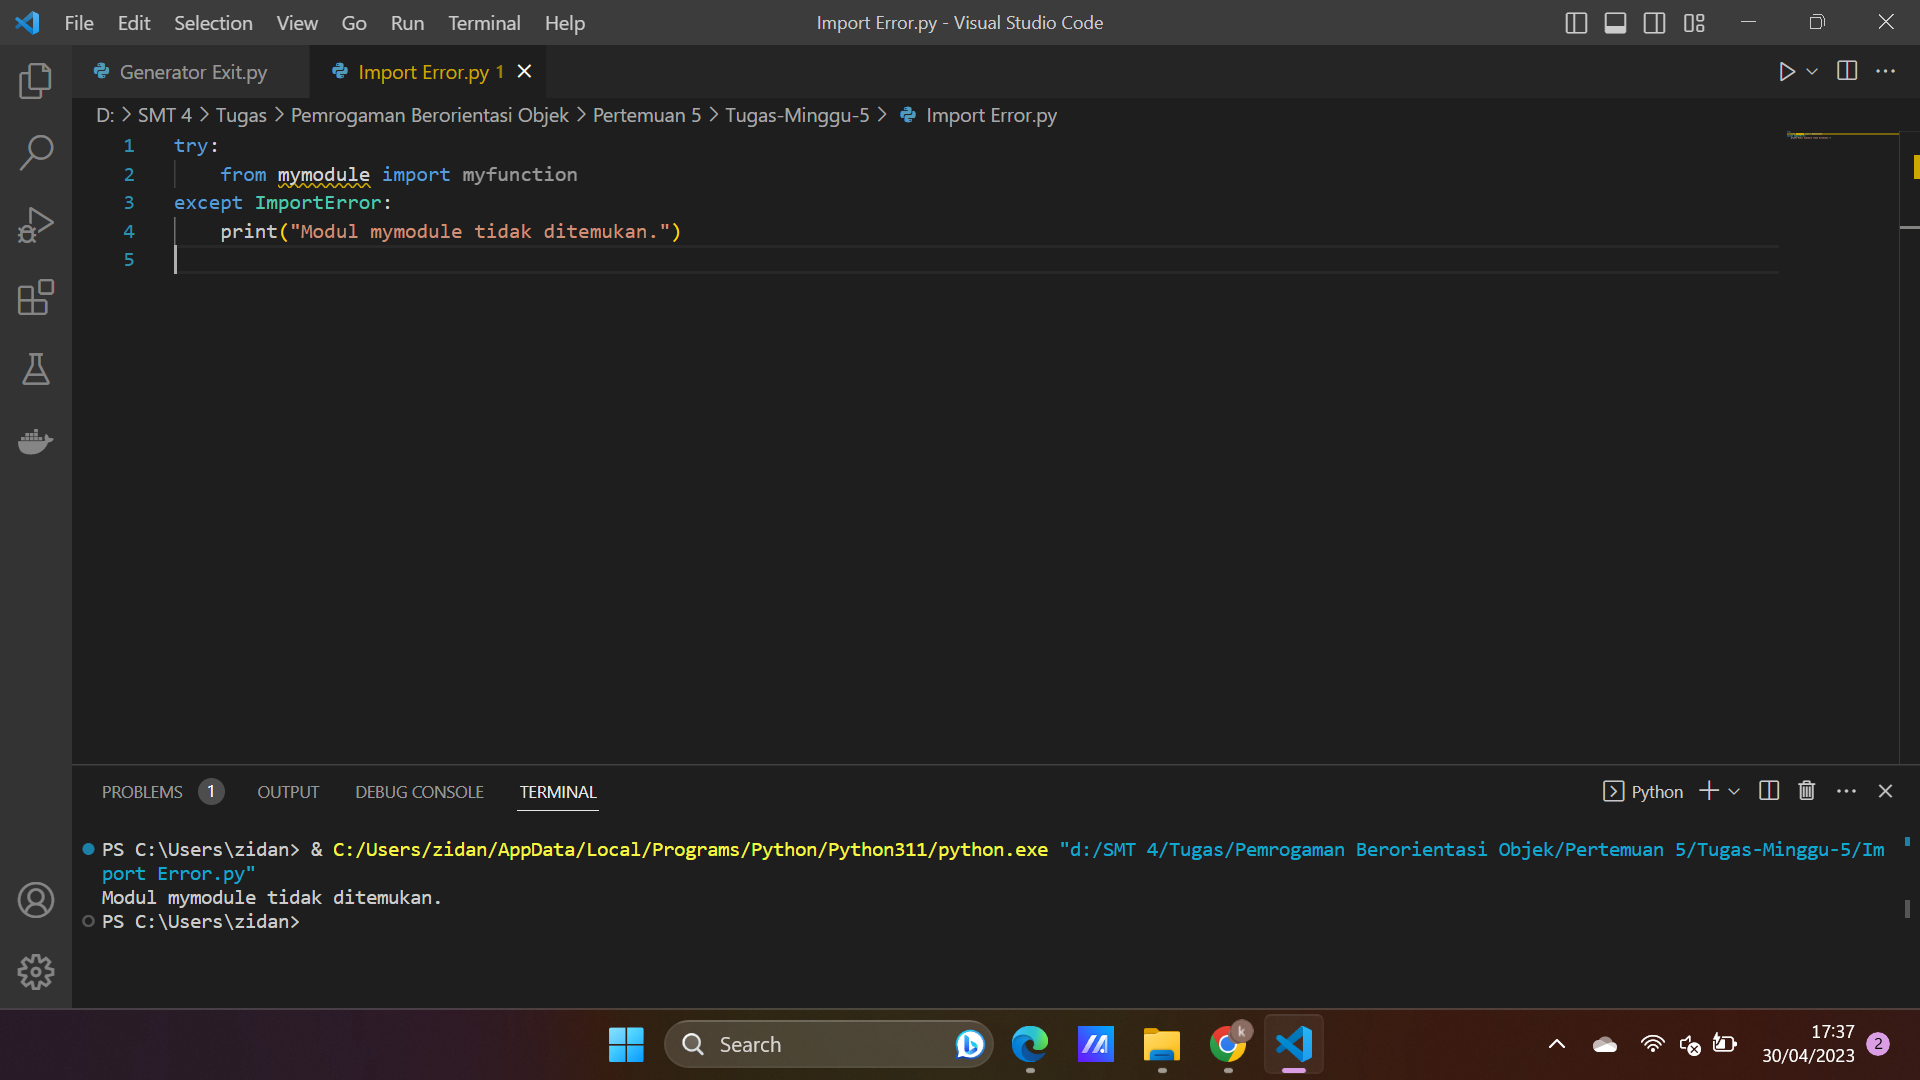 File Edit Selection View Go Run Terminal Help Import Error.py - Visual Studio Code
Generator Exit.py Import Error.py 1
D: > SMT 4 > Tugas > Pemrogaman Berorientasi Objek > Pertemuan 5 > Tugas-Minggu-5 > Import Error.py
1 try:
2 from mymodule import myfunction
3 except ImportError:
4 print("Modul mymodule tidak ditemukan.")
5
PROBLEMS 1 OUTPUT DEBUG CONSOLE TERMINAL Python
PS C:\Users\zidan> & C:/Users/zidan/AppData/Local/Programs/Python/Python311/python.exe "d:/SMT 4/Tugas/Pemrogaman Berorientasi Objek/Pertemuan 5/Tugas-Minggu-5/Im
port Error.py"
Modul mymodule tidak ditemukan.
PS C:\Users\zidan>
Search
k
17:37
30/04/2023
2